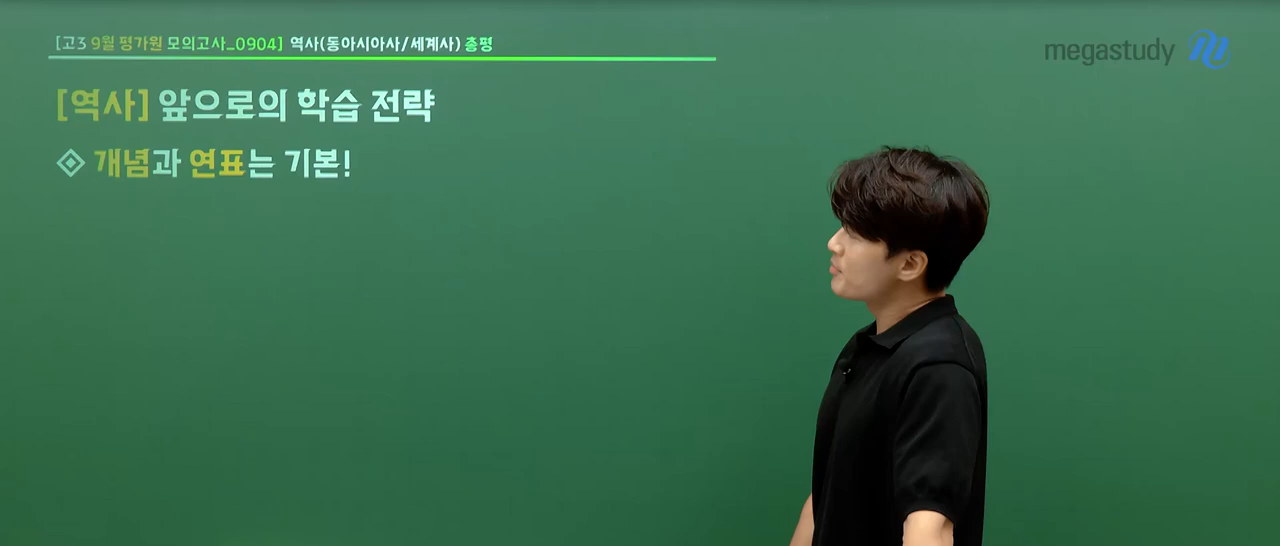 [고3 9월 평가원 모의고사_0904] 역사(동아시아사/세계사) 총평
megastudy
[역사] 앞으로의 학습 전략
개념과 연표는 기본!